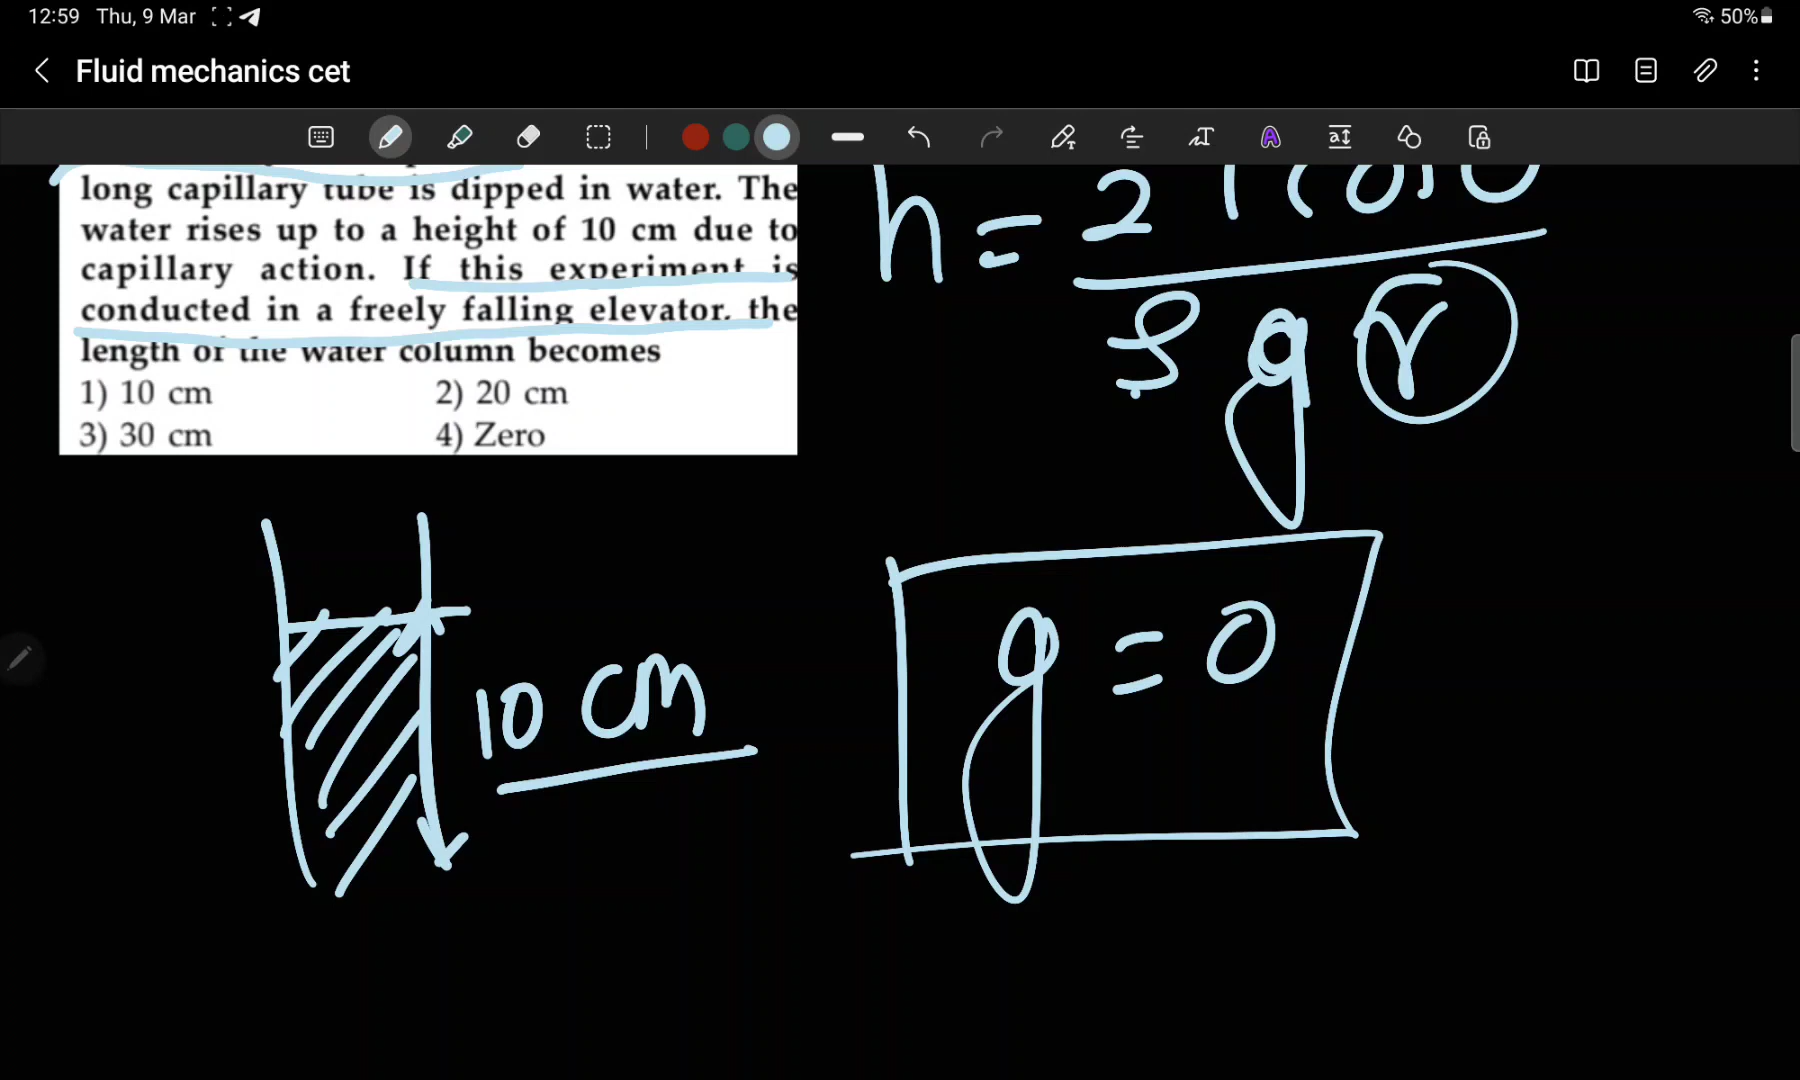 12:59 Thu, 9 Mar 50%
Fluid mechanics cet
long capillary tube is dipped in water. The
water rises up to a height of 10 cm due to
capillary action. If this experiment is
conducted in a freely falling elevator, the
length of the water column becomes
1) 10 cm 2) 20 cm
3) 30 cm 4) Zero
h = 2
ρ g r
10 cm
g = 0